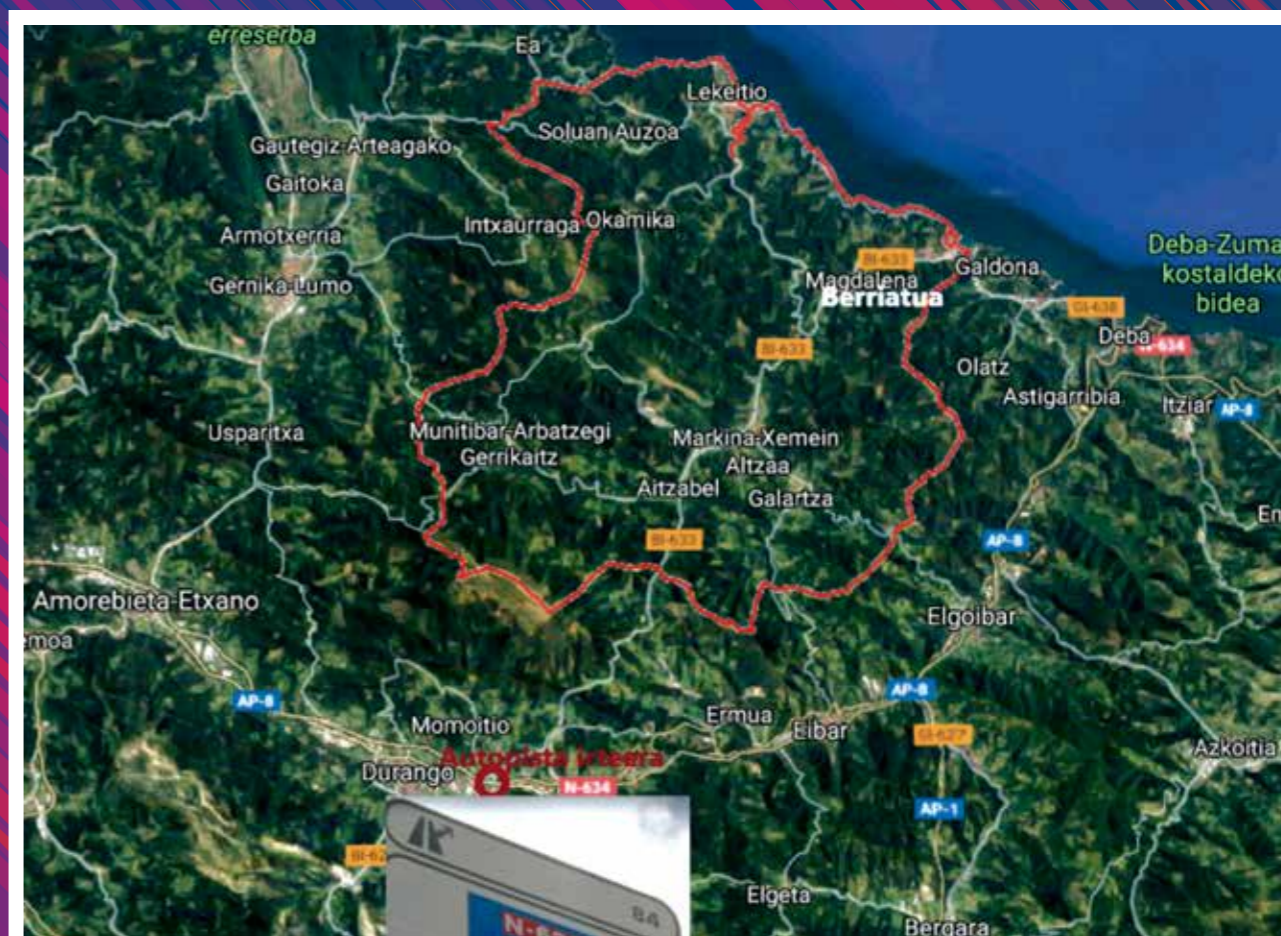 erreserba
Ea
Lekeitio
Soluan Auzoa
Gautegiz-Arteagako
Gaitoka
Intxaurraga
Okamika
Armotxerria
Gernika-Lumo
Deba-Zuma
kostaldeko
bidea
BI-633
Galdona
Magdalena
Berriatua
GI-638
Deba
N-634
BI-633
Olatz
Astigarribia
Itziar
AP-8
Usparitxa
Munitibar-Arbatzegi
Gerrikaitz
Markina-Xemein
Altzaa
Aitzabel
Galartza
BI-633
AP-8
Amorebieta-Etxano
Elgoibar
emoa
AP-8
AP-8
Momoitio
Ermua
Eibar
GI-627
Azkoitia
Autopista irteera
Durango
N-634
AP-1
84
Elgeta
Bergara